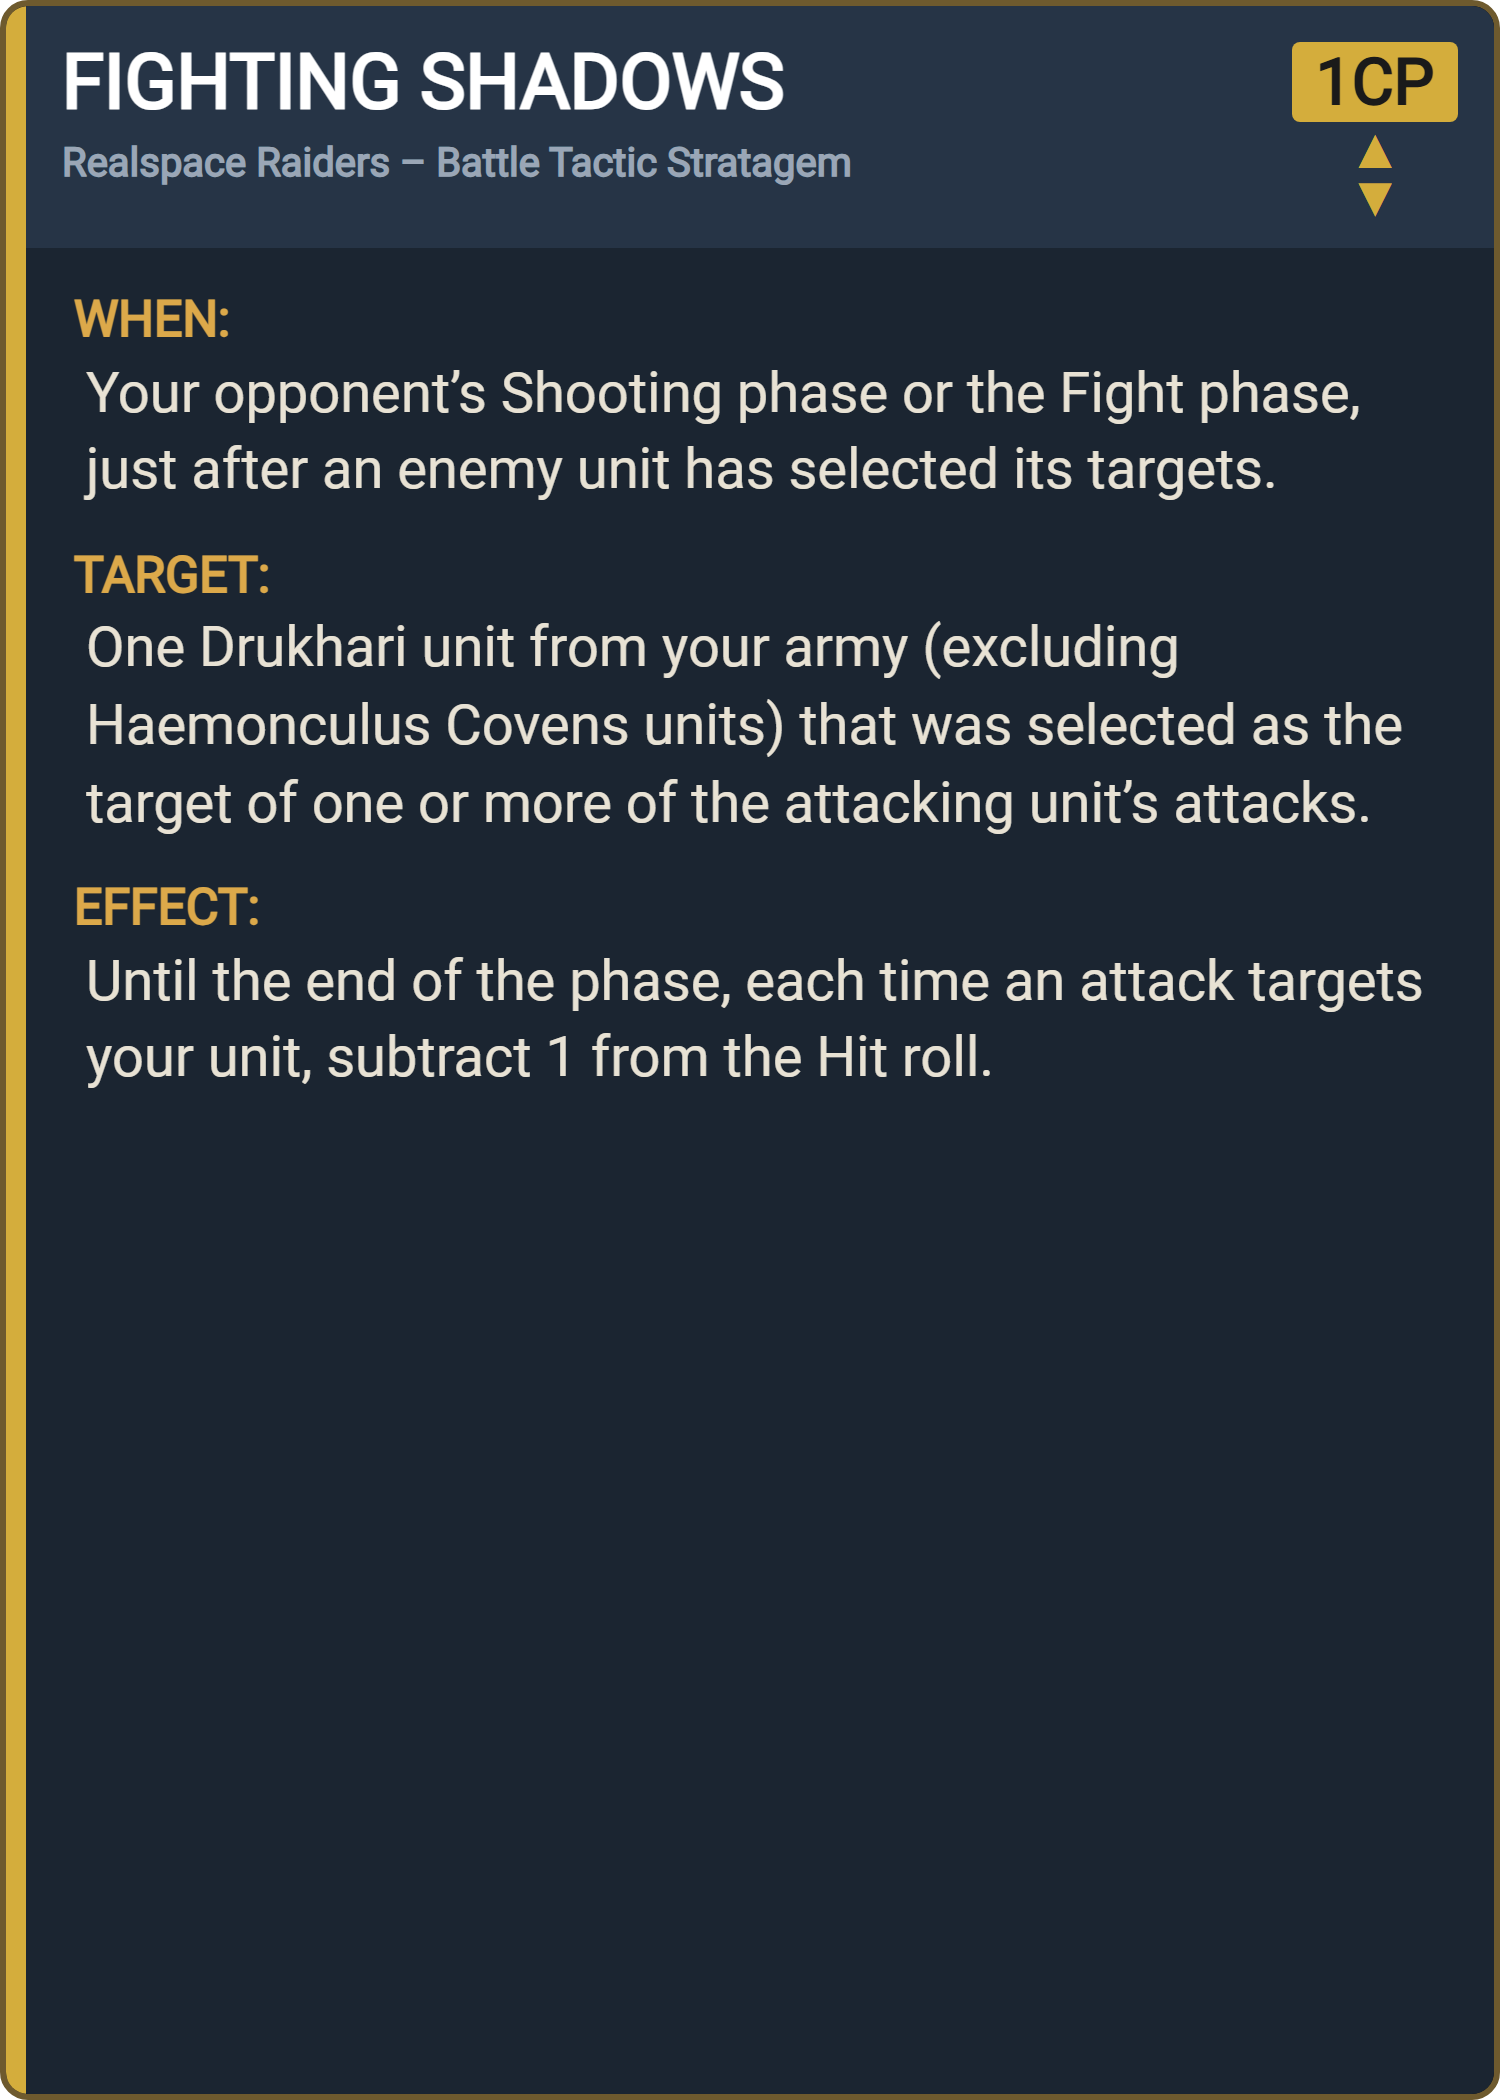 FIGHTING SHADOWS
1CP
Realspace Raiders – Battle Tactic Stratagem
▲
▼
WHEN:
Your opponent’s Shooting phase or the Fight phase,
just after an enemy unit has selected its targets.
TARGET:
One Drukhari unit from your army (excluding
Haemonculus Covens units) that was selected as the
target of one or more of the attacking unit’s attacks.
EFFECT:
Until the end of the phase, each time an attack targets
your unit, subtract 1 from the Hit roll.